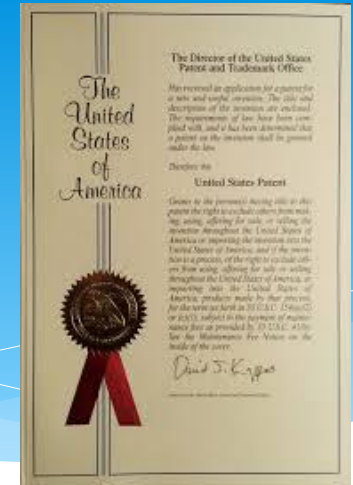 The
United
States
of
America
The Director of the United States
Patent and Trademark Office
Has received an application for a patent for
a new and useful invention. The title and
description of the invention are enclosed.
The requirements of law have been com-
plied with, and it has been determined that
a patent on the invention shall be granted
under the law.
Therefore, this
United States Patent
Grants to the person(s) having title to this
patent the right to exclude others from mak-
ing, using, offering for sale, or selling the
invention throughout the United States of
America or importing the invention into the
United States of America, and if the inven-
tion is a process, of the right to exclude oth-
ers from using, offering for sale or selling
throughout the United States of America, or
importing into the United States of
America, products made by that process,
for the term set forth in 35 U.S.C. 154(a)(2)
or (c)(1), subject to the payment of mainte-
nance fees as provided by 35 U.S.C. 41(b).
See the Maintenance Fee Notice on the
inside of the cover.
David J. Kappos